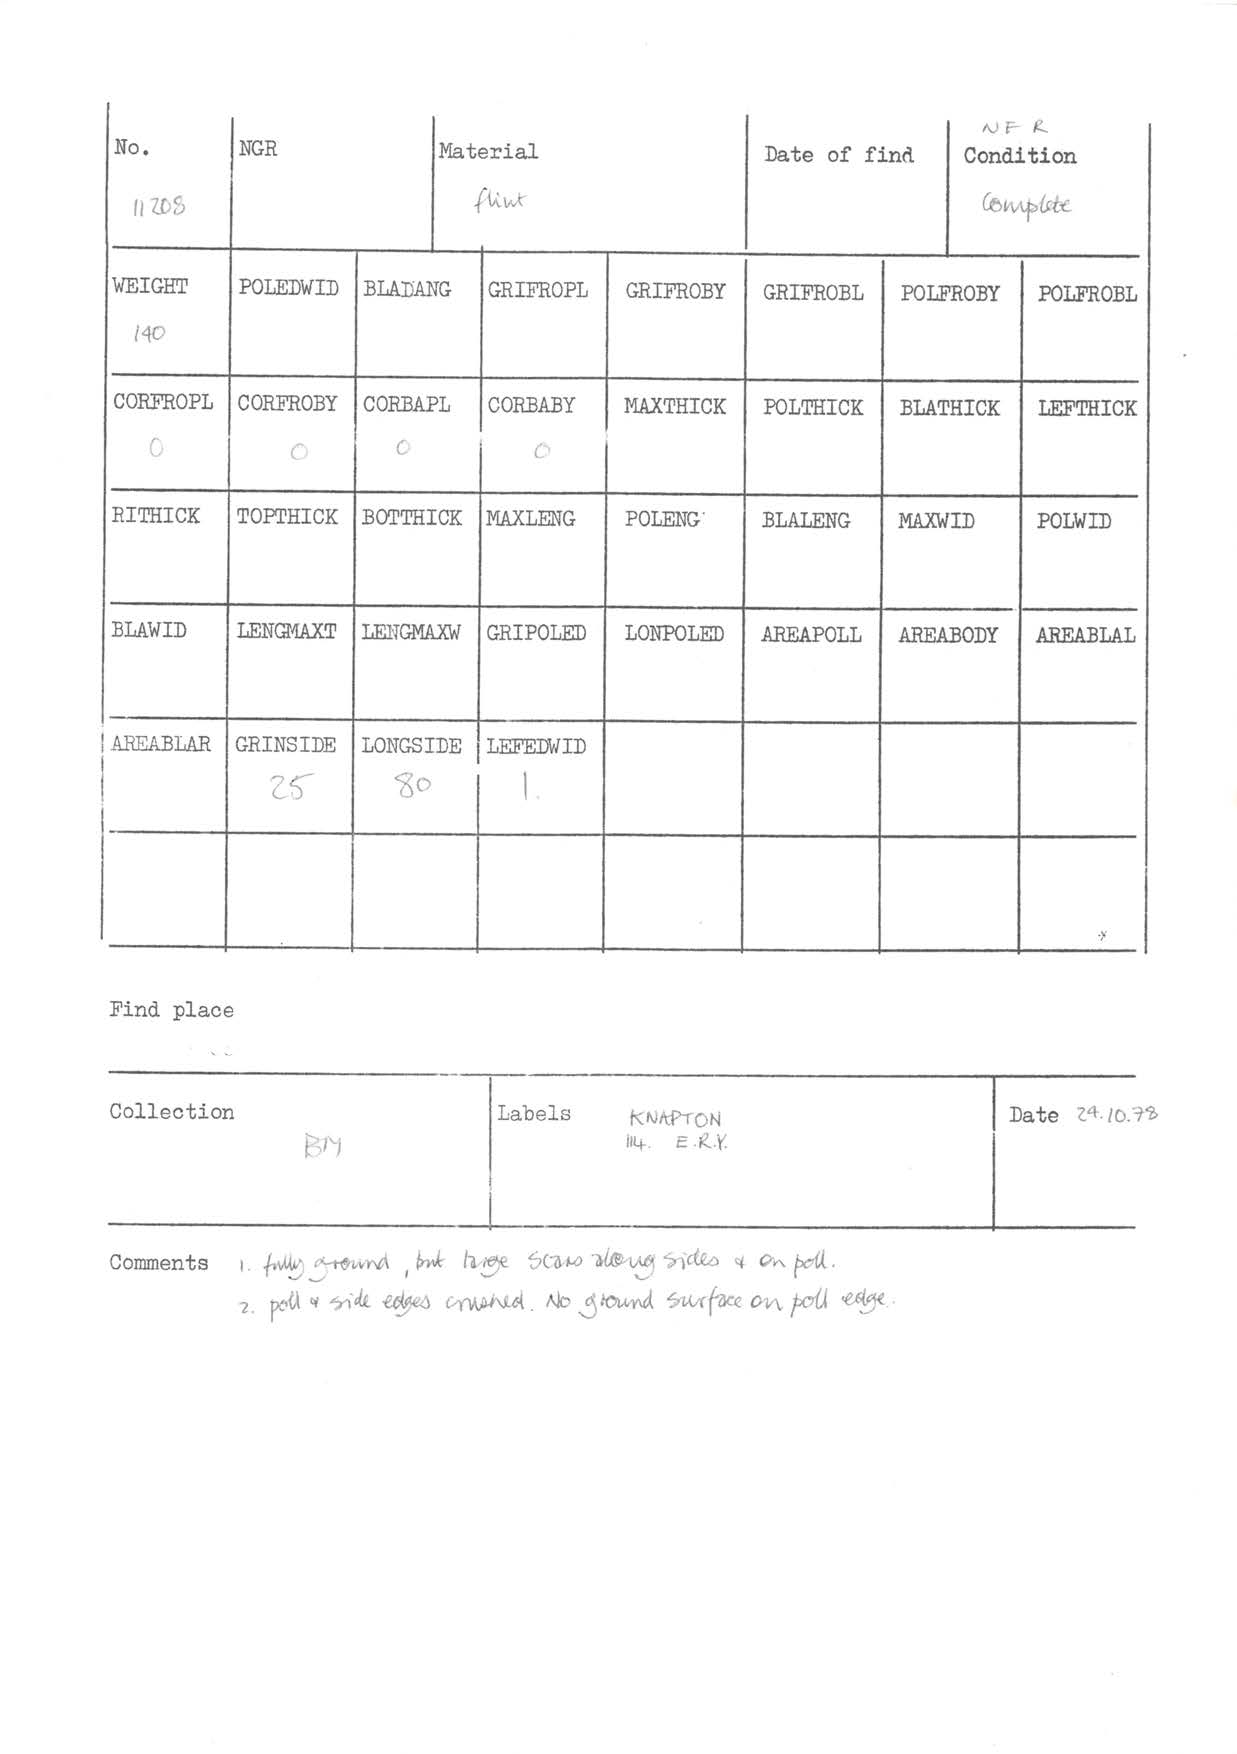 NFR
No. NGR Material Date of find Condition
11208 flint Complete
WEIGHT POLEDWID BLADANG GRIFROPL GRIFROBY GRIFROBL POLFROBY POLFROBL
140
CORFROPL CORFROBY CORBAPL CORBABY MAXTHICK POLTHICK BLATHICK LEFTHICK
0 0 0 0
RITHICK TOPTHICK BOTTHICK MAXLENG POLENG BLALENG MAXWID POLWID
BLAWID LENGMAXT LENGMAXW GRIPOLED LONPOLED AREAPOLL AREABODY AREABLAL
AREABLAR GRINSIDE LONGSIDE LEFEDWID
25 80 1.
Find place
Collection Labels KNAPTON Date 24.10.78
BM 114. E.R.Y.
Comments 1. fully ground, but large scars along sides & on poll.
2. poll & side edges crushed. No ground surface on poll edge.